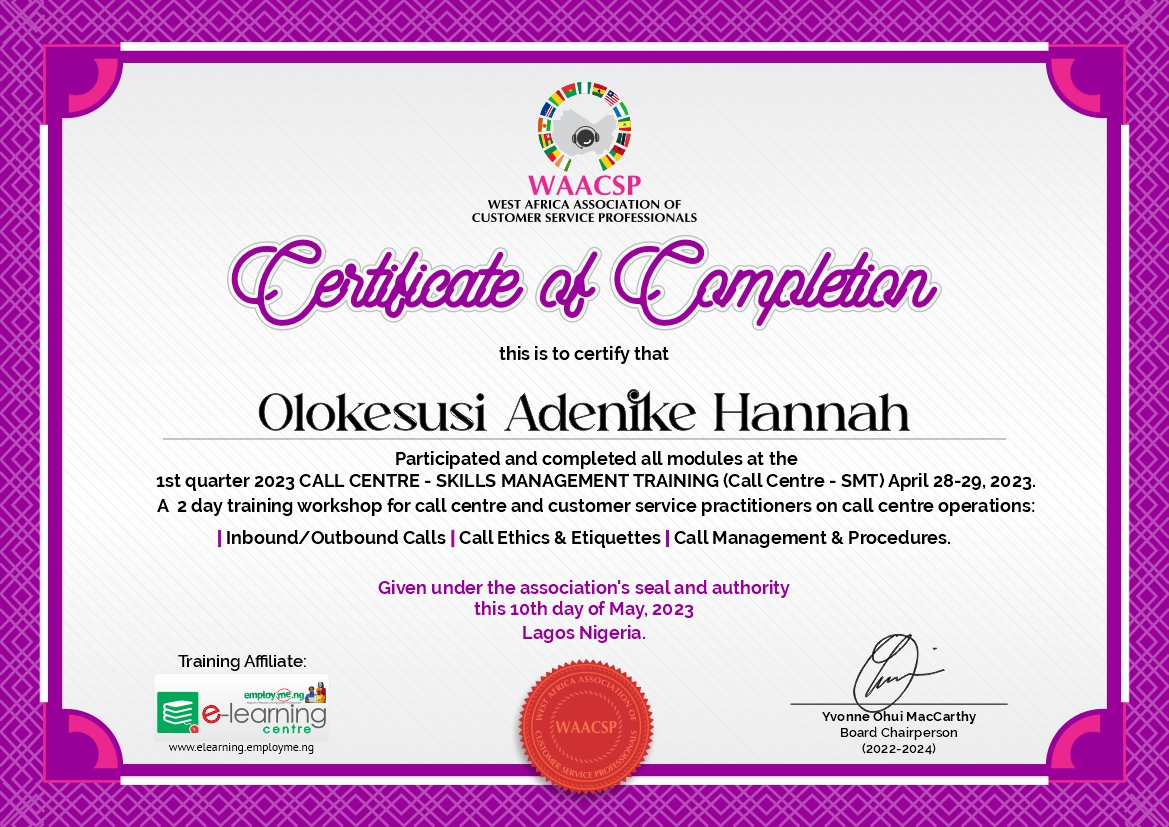 WAACSP
WEST AFRICA ASSOCIATION OF
CUSTOMER SERVICE PROFESSIONALS
Certificate of Completion
this is to certify that
Olokesusi Adenike Hannah
Participated and completed all modules at the
1st quarter 2023 CALL CENTRE - SKILLS MANAGEMENT TRAINING (Call Centre - SMT) April 28-29, 2023.
A 2 day training workshop for call centre and customer service practitioners on call centre operations:
| Inbound/Outbound Calls | Call Ethics & Etiquettes | Call Management & Procedures.
Given under the association's seal and authority
this 10th day of May, 2023
Lagos Nigeria.
Training Affiliate:
employme.ng
e-learning
centre
www.elearning.employme.ng
WEST AFRICA ASSOCIATION OF
WAACSP
CUSTOMER SERVICE PROFESSIONALS
Yvonne Ohui MacCarthy
Board Chairperson
(2022-2024)